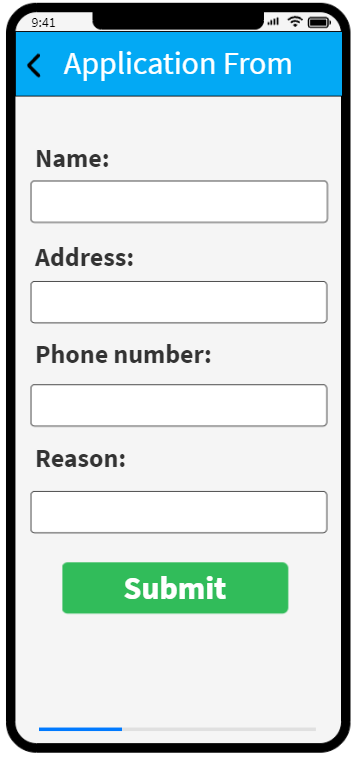 9:41
Application From
Name:
Address:
Phone number:
Reason:
Submit